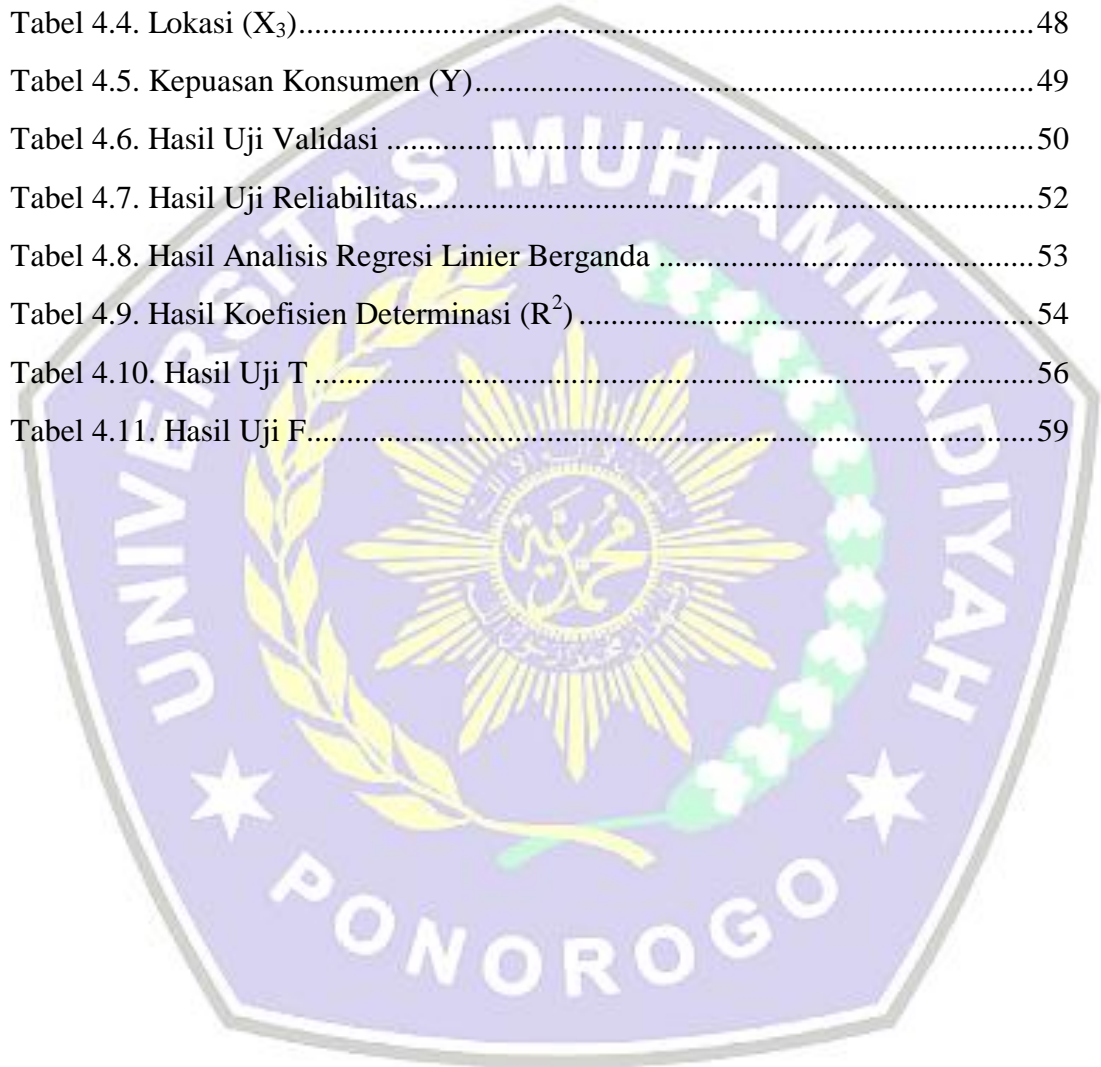 Tabel 4.4. Lokasi (X₃)................................................48
Tabel 4.5. Kepuasan Konsumen (Y)................................................49
Tabel 4.6. Hasil Uji Validasi ................................................50
Tabel 4.7. Hasil Uji Reliabilitas................................................52
Tabel 4.8. Hasil Analisis Regresi Linier Berganda ................................................53
Tabel 4.9. Hasil Koefisien Determinasi (R²) ................................................54
Tabel 4.10. Hasil Uji T ................................................56
Tabel 4.11. Hasil Uji F................................................59
UNIVERSITAS MUHAMMADIYAH
PONOROGO